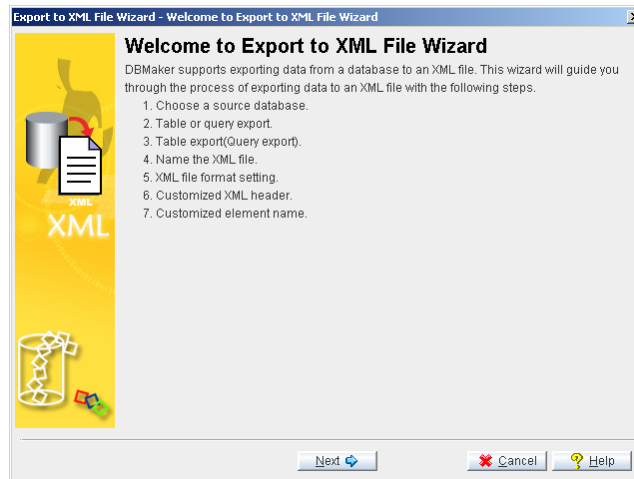 Export to XML File Wizard - Welcome to Export to XML File Wizard
Welcome to Export to XML File Wizard
DBMaker supports exporting data from a database to an XML file. This wizard will guide you
through the process of exporting data to an XML file with the following steps.
1. Choose a source database.
2. Table or query export.
3. Table export(Query export).
4. Name the XML file.
5. XML file format setting.
6. Customized XML header.
7. Customized element name.
XML
XML
Next
Cancel
Help